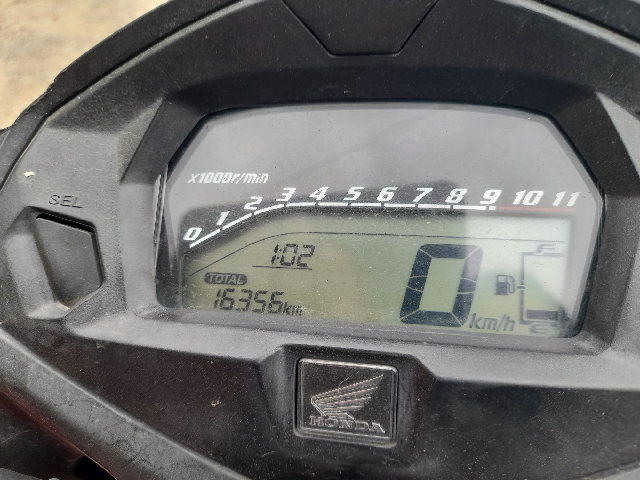 x1000r/min
0 1 2 3 4 5 6 7 8 9 10 11
SEL
1:02
TOTAL
16356km
0 km/h
F
E
HONDA